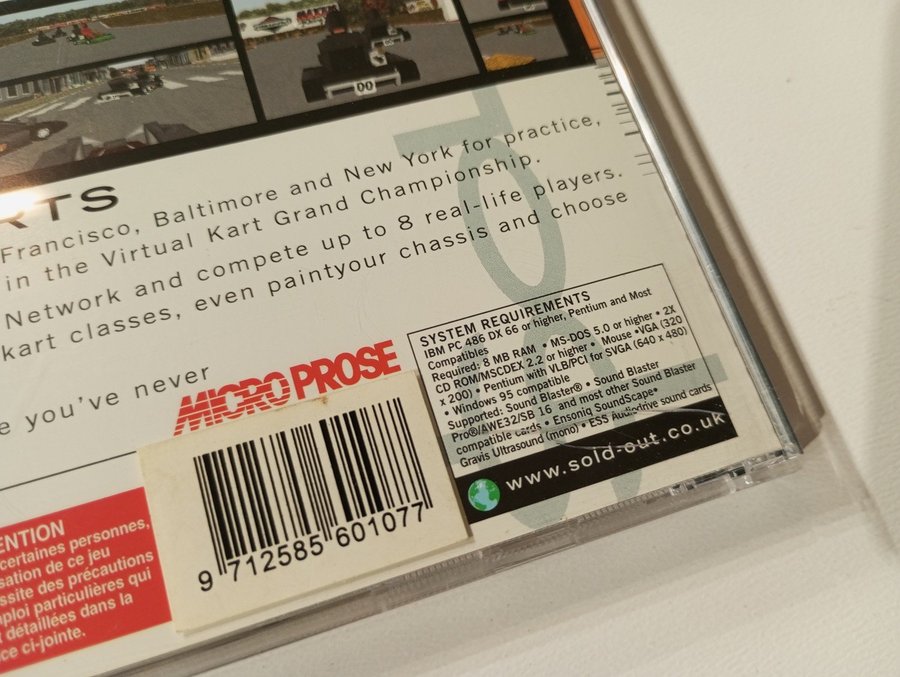 00
RTS
Francisco, Baltimore and New York for practice,
in the Virtual Kart Grand Championship.
Network and compete up to 8 real-life players.
kart classes, even paintyour chassis and choose
e you've never
MICROPROSE
SYSTEM REQUIREMENTS
IBM PC 486 DX 66 or higher, Pentium and Most
Compatibles
Required: 8 MB RAM • MS-DOS 5.0 or higher • 2X
CD ROM/MSCDEX 2.2 or higher • Mouse •VGA (320
x 200) • Pentium with VLB/PCI for SVGA (640 x 480)
• Windows 95 compatible
Supported: Sound Blaster® • Sound Blaster
Pro®/AWE32/SB 16 and most other Sound Blaster
compatible cards • Ensoniq SoundScape•
Gravis Ultrasound (mono) • ESS Audiodrive sound cards
www.sold-out.co.uk
9 712585 601077
ENTION
certaines personnes,
sation de ce jeu
ssite des précautions
mploi particulières qui
t détaillées dans la
ce ci-jointe.